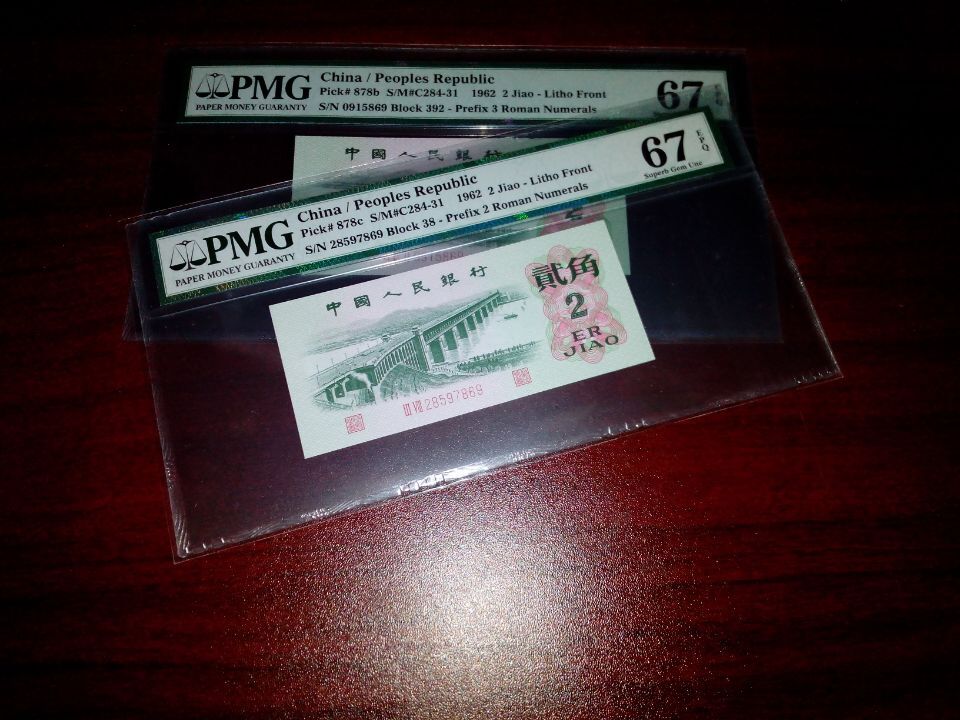 PMG
PAPER MONEY GUARANTY
China / Peoples Republic
Pick# 878b S/M#C284-31 1962 2 Jiao - Litho Front
S/N 0915869 Block 392 - Prefix 3 Roman Numerals
67
中國人民銀行
PMG
PAPER MONEY GUARANTY
China / Peoples Republic
Pick# 878c S/M#C284-31 1962 2 Jiao - Litho Front
S/N 28597869 Block 38 - Prefix 2 Roman Numerals
67
EPQ
Superb Gem Unc
中國人民銀行
貳角
2
ER
JIAO
III VIII 28597869